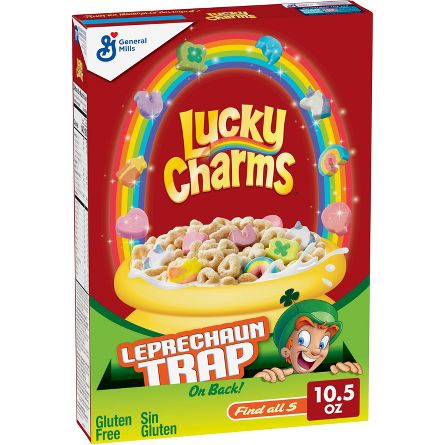 General
Mills
Lucky
Charms
LEPRECHAUN
TRAP
On Back!
Find all 5
10.5
OZ
Gluten
Free
Sin
Gluten